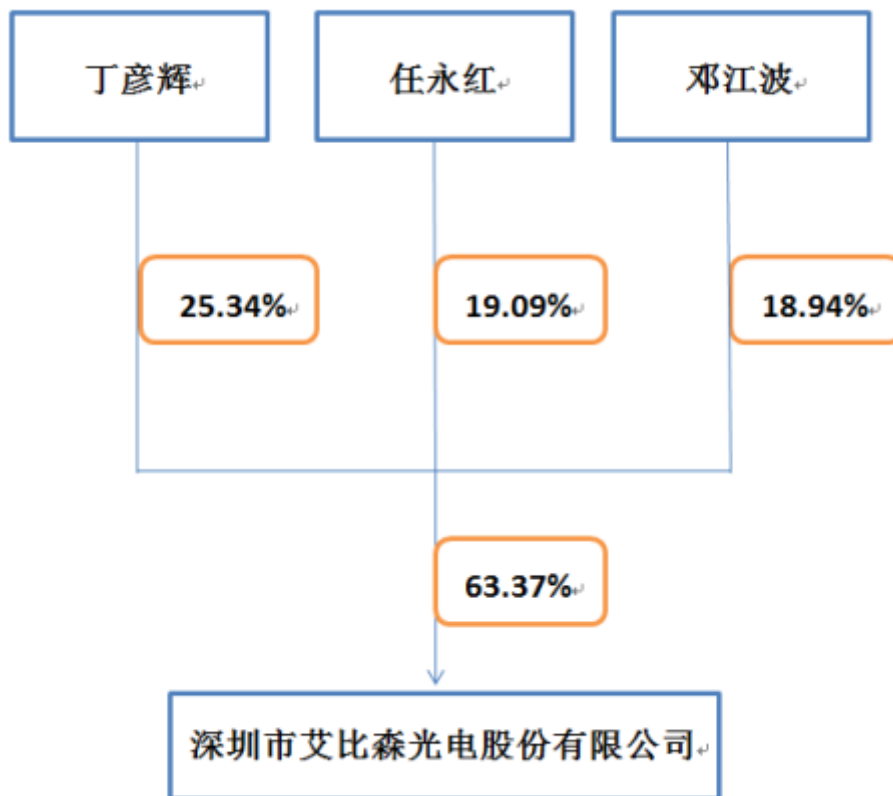 丁彦辉
任永红
邓江波
25.34%
19.09%
18.94%
63.37%
深圳市艾比森光电股份有限公司